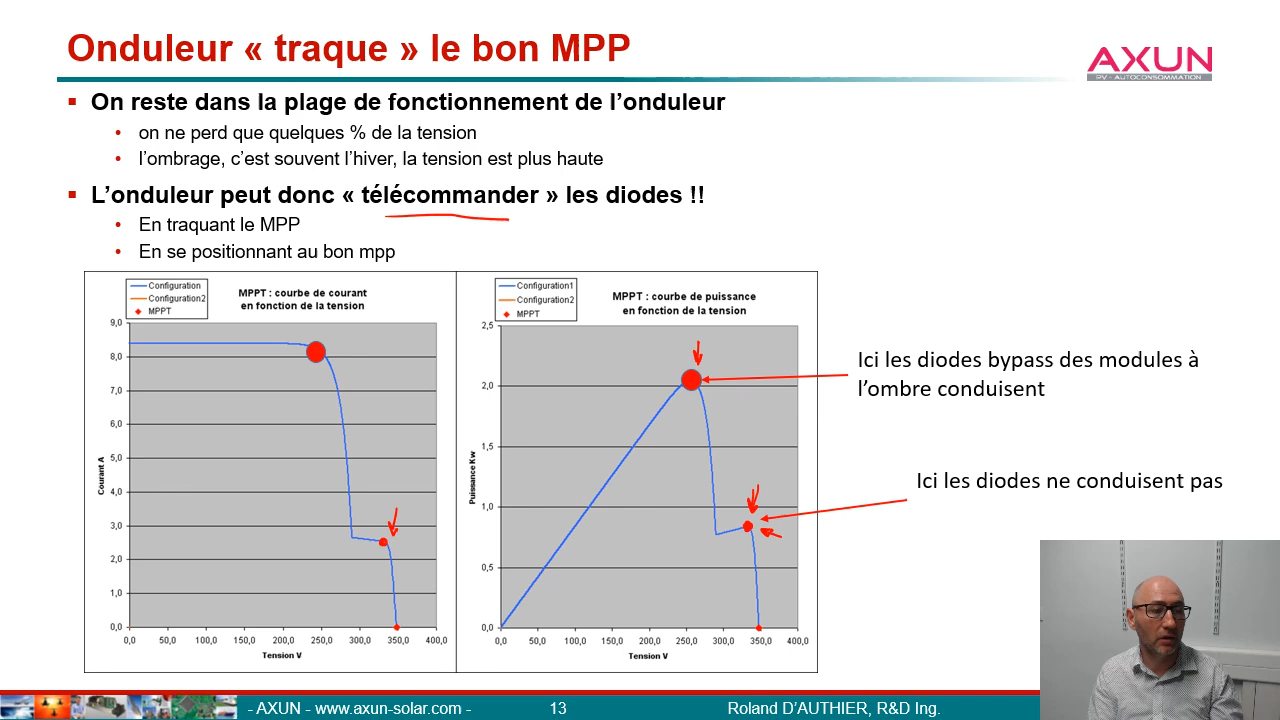 Onduleur « traque » le bon MPP
AXUN
PV - AUTOCONSOMMATION
▪ On reste dans la plage de fonctionnement de l’onduleur
• on ne perd que quelques % de la tension
• l’ombrage, c’est souvent l’hiver, la tension est plus haute
▪ L’onduleur peut donc « télécommander » les diodes !!
• En traquant le MPP
• En se positionnant au bon mpp
Configuration
Configuration2
MPPT
MPPT : courbe de courant
en fonction de la tension
9,0
8,0
7,0
6,0
5,0
4,0
3,0
2,0
1,0
0,0
Courant A
0,0 50,0 100,0 150,0 200,0 250,0 300,0 350,0 400,0
Tension V
Configuration1
Configuration2
MPPT
MPPT : courbe de puissance
en fonction de la tension
2,5
2,0
1,5
1,0
0,5
0,0
Puissance Kw
0,0 50,0 100,0 150,0 200,0 250,0 300,0 350,0 400,0
Tension V
Ici les diodes bypass des modules à
l’ombre conduisent
Ici les diodes ne conduisent pas
- AXUN - www.axun-solar.com - 13 Roland D’AUTHIER, R&D Ing.